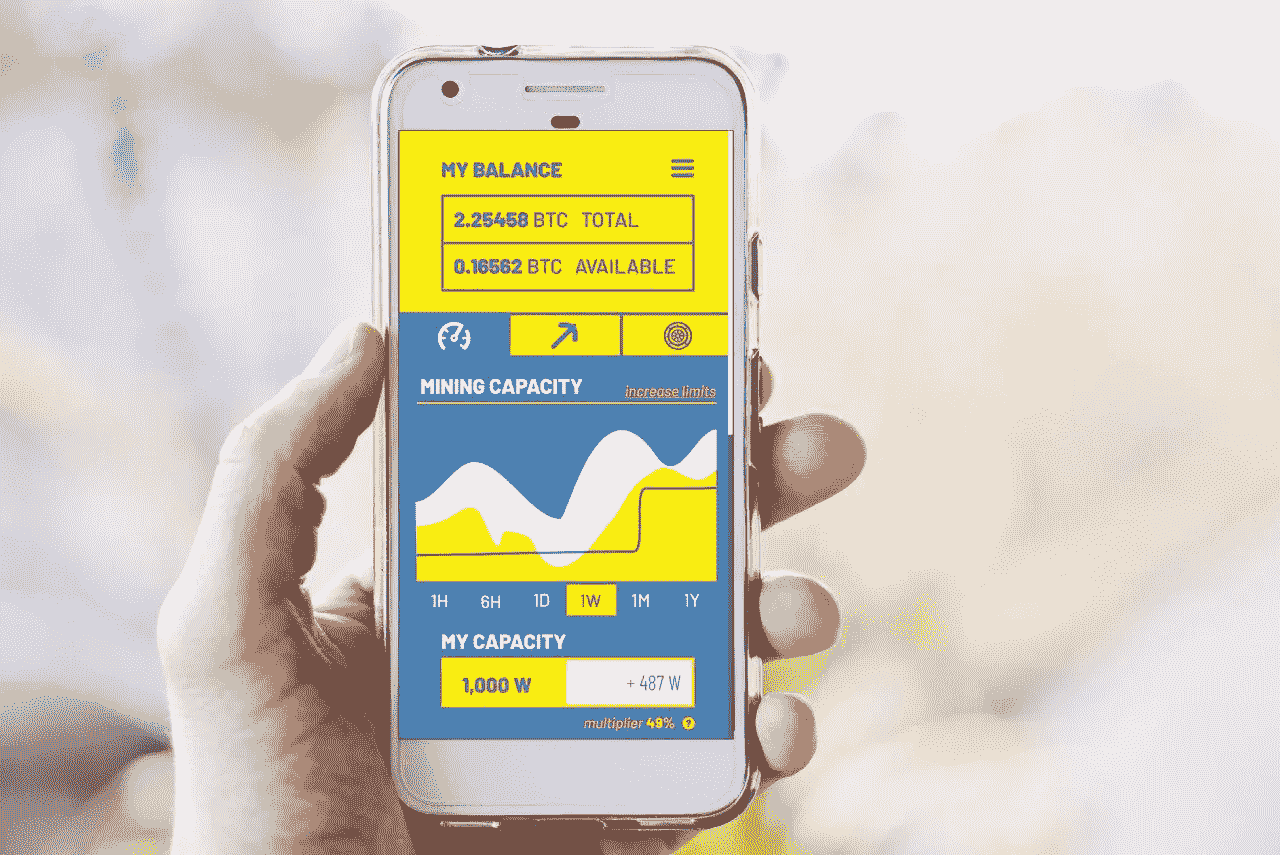 MY BALANCE
2.25458 BTC TOTAL
0.16562 BTC AVAILABLE
MINING CAPACITY increase limits
1H 6H 1D 1W 1M 1Y
MY CAPACITY
1,000 W + 487 W
multiplier 49% ?